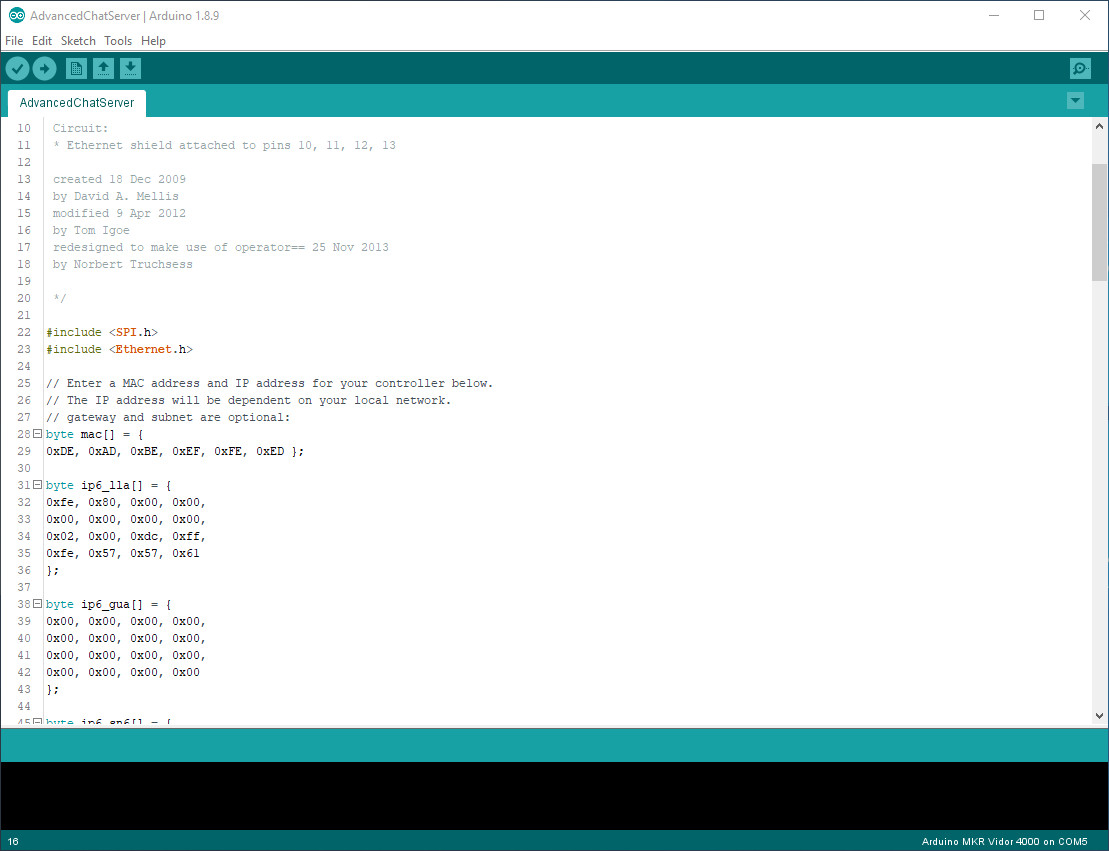 AdvancedChatServer | Arduino 1.8.9
File Edit Sketch Tools Help
AdvancedChatServer
10 Circuit:
11 * Ethernet shield attached to pins 10, 11, 12, 13
12
13 created 18 Dec 2009
14 by David A. Mellis
15 modified 9 Apr 2012
16 by Tom Igoe
17 redesigned to make use of operator== 25 Nov 2013
18 by Norbert Truchsess
19
20 */
21
22 #include <SPI.h>
23 #include <Ethernet.h>
24
25 // Enter a MAC address and IP address for your controller below.
26 // The IP address will be dependent on your local network.
27 // gateway and subnet are optional:
28 byte mac[] = {
29 0xDE, 0xAD, 0xBE, 0xEF, 0xFE, 0xED };
30
31 byte ip6_lla[] = {
32 0xfe, 0x80, 0x00, 0x00,
33 0x00, 0x00, 0x00, 0x00,
34 0x02, 0x00, 0xdc, 0xff,
35 0xfe, 0x57, 0x57, 0x61
36 };
37
38 byte ip6_gua[] = {
39 0x00, 0x00, 0x00, 0x00,
40 0x00, 0x00, 0x00, 0x00,
41 0x00, 0x00, 0x00, 0x00,
42 0x00, 0x00, 0x00, 0x00
43 };
44
45 byte ip6_sn6[] = {
16 Arduino MKR Vidor 4000 on COM5